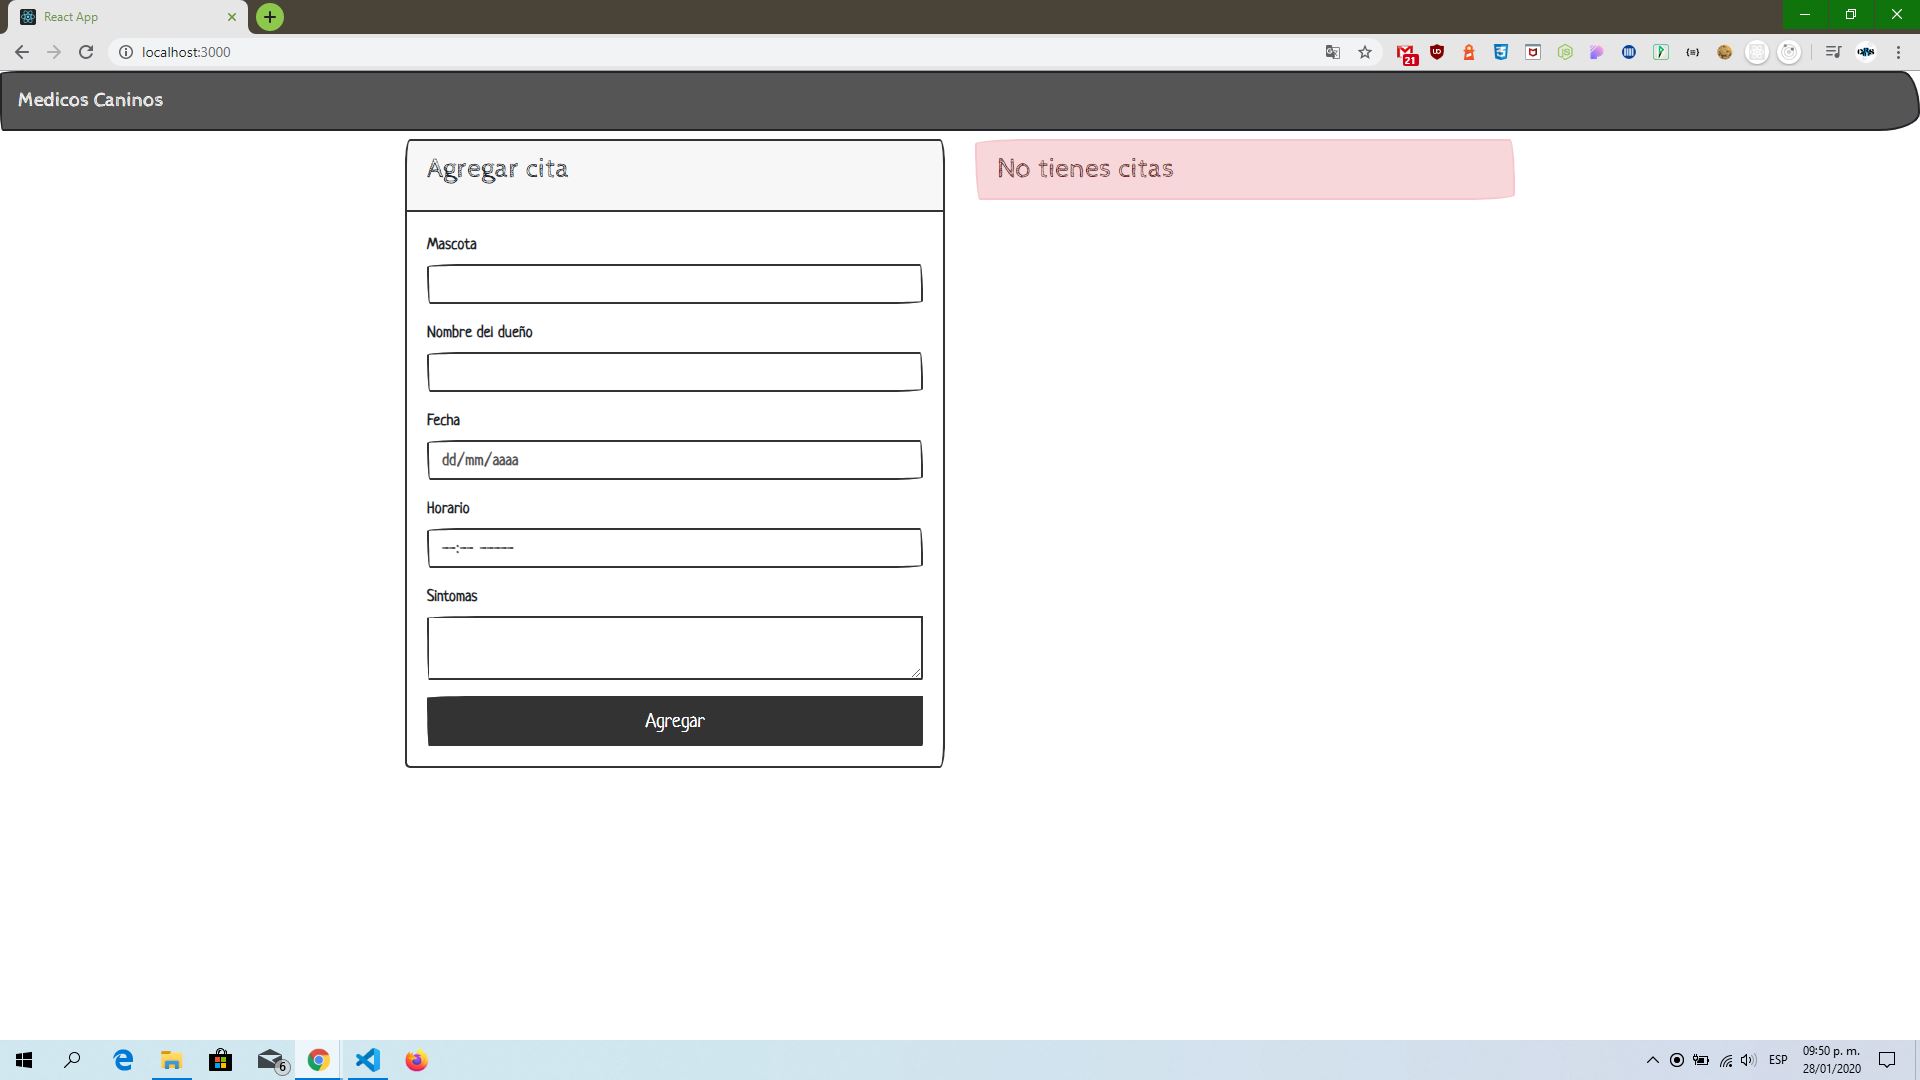 React App
localhost:3000
21
Medicos Caninos
Agregar cita
No tienes citas
Mascota
Nombre del dueño
Fecha
dd/mm/aaaa
Horario
--:-- -----
Sintomas
Agregar
6
ESP
09:50 p. m.
28/01/2020